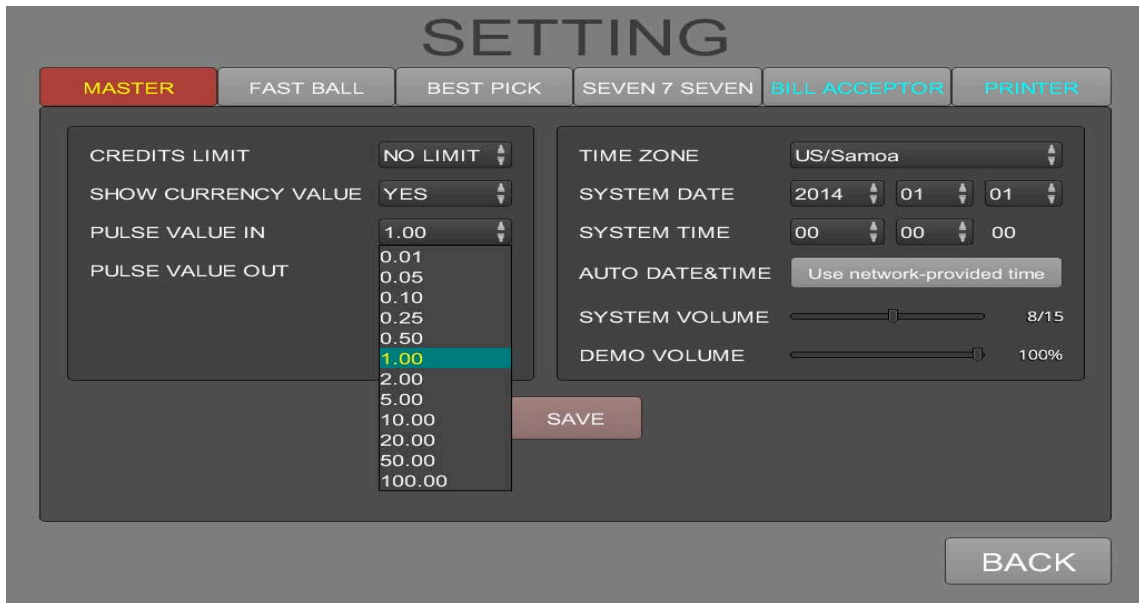 SETTING
MASTER FAST BALL BEST PICK SEVEN 7 SEVEN BILL ACCEPTOR PRINTER
CREDITS LIMIT NO LIMIT
SHOW CURRENCY VALUE YES
PULSE VALUE IN 1.00
PULSE VALUE OUT
0.01
0.05
0.10
0.25
0.50
1.00
2.00
5.00
10.00
20.00
50.00
100.00
TIME ZONE US/Samoa
SYSTEM DATE 2014 01 01
SYSTEM TIME 00 00 00
AUTO DATE&TIME Use network-provided time
SYSTEM VOLUME 8/15
DEMO VOLUME 100%
SAVE
BACK